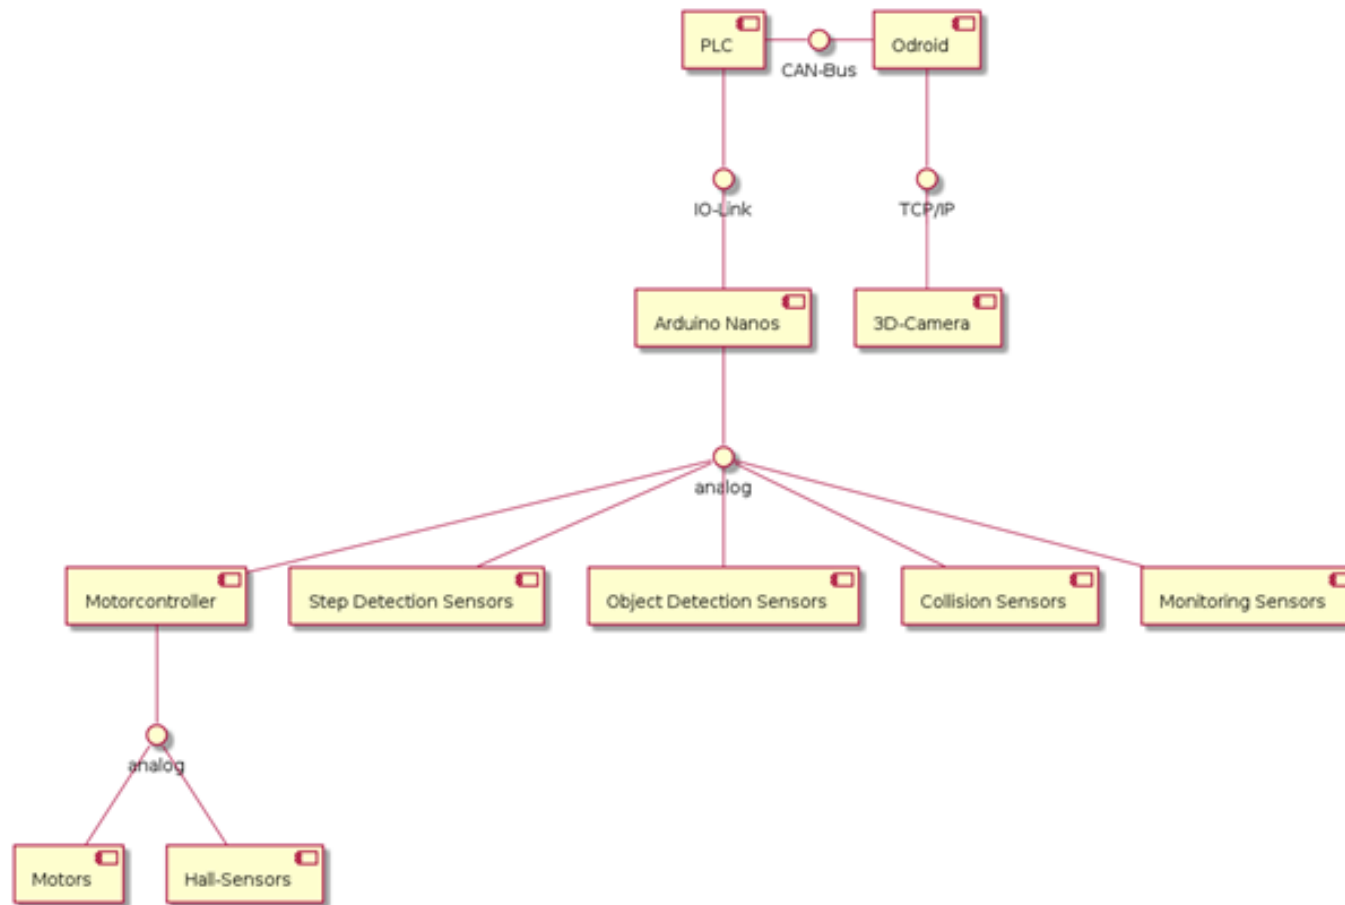 PLC
Odroid
CAN-Bus
IO-Link
TCP/IP
Arduino Nanos
3D-Camera
analog
Motorcontroller
Step Detection Sensors
Object Detection Sensors
Collision Sensors
Monitoring Sensors
analog
Motors
Hall-Sensors